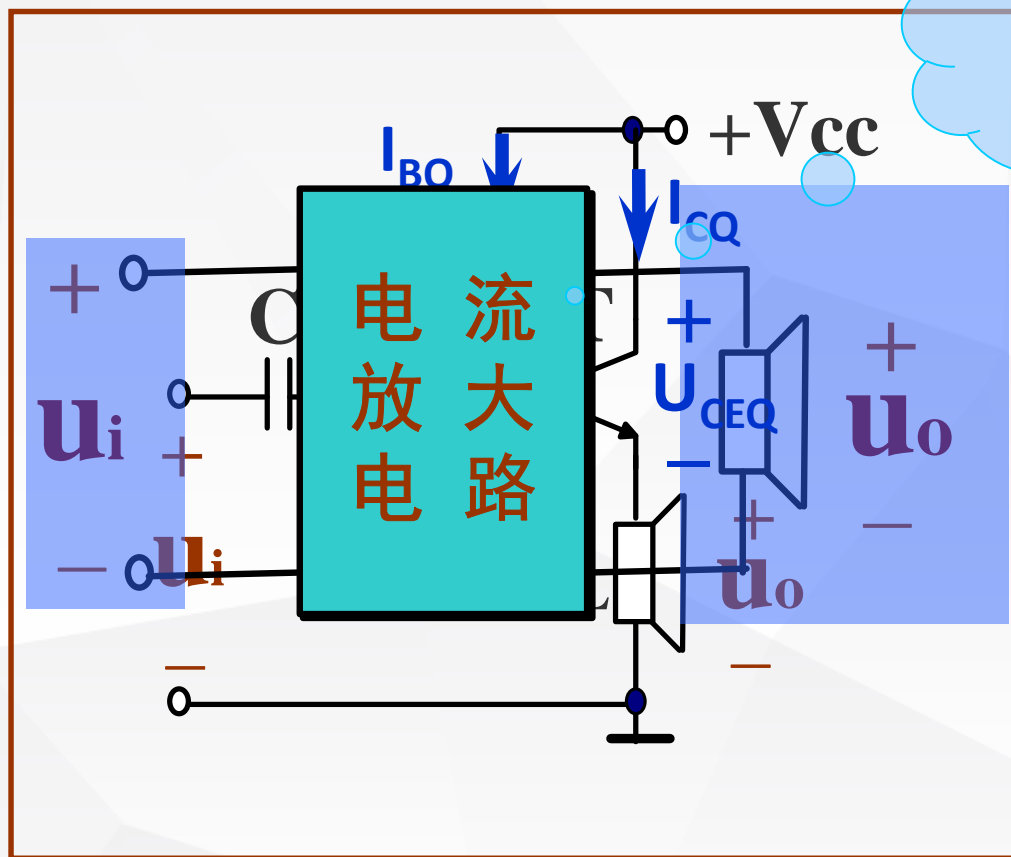 +Vcc
I_BQ
I_CQ
C
T
电 流
放 大
电 路
+
+
+
u_i
U_CEQ
u_o
+
−
+
−
−
u_i
u_o
−
−